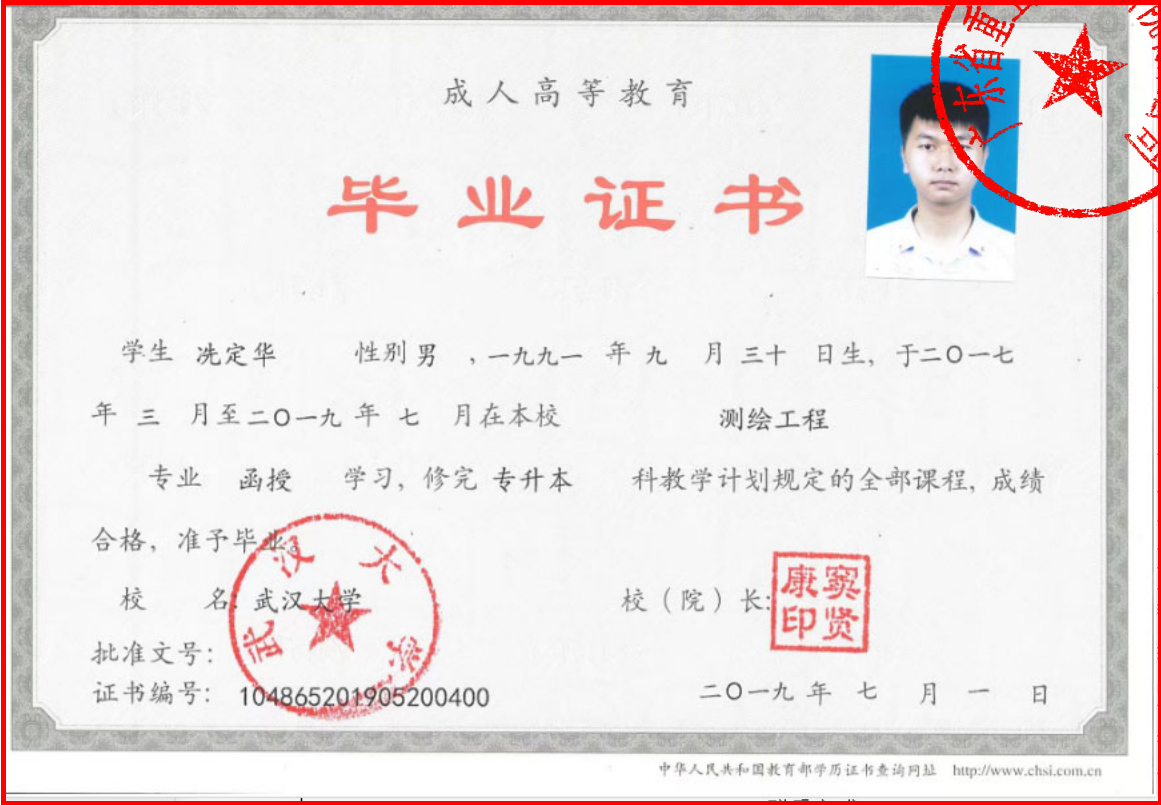 成人高等教育
毕业证书
学生 冼定华 性别 男 ，一九九一 年 九 月 三十 日生，于二〇一七
年 三 月至二〇一九 年 七 月在本校 测绘工程
专业 函授 学习，修完 专升本 科教学计划规定的全部课程，成绩
合格，准予毕业。
校 名：武汉大学 校（院）长：
武汉大学
窦贤康印
批准文号：
证书编号：104865201905200400 二〇一九 年 七 月 一 日
中华人民共和国教育部学历证书查询网址 http://www.chsi.com.cn
广东省重